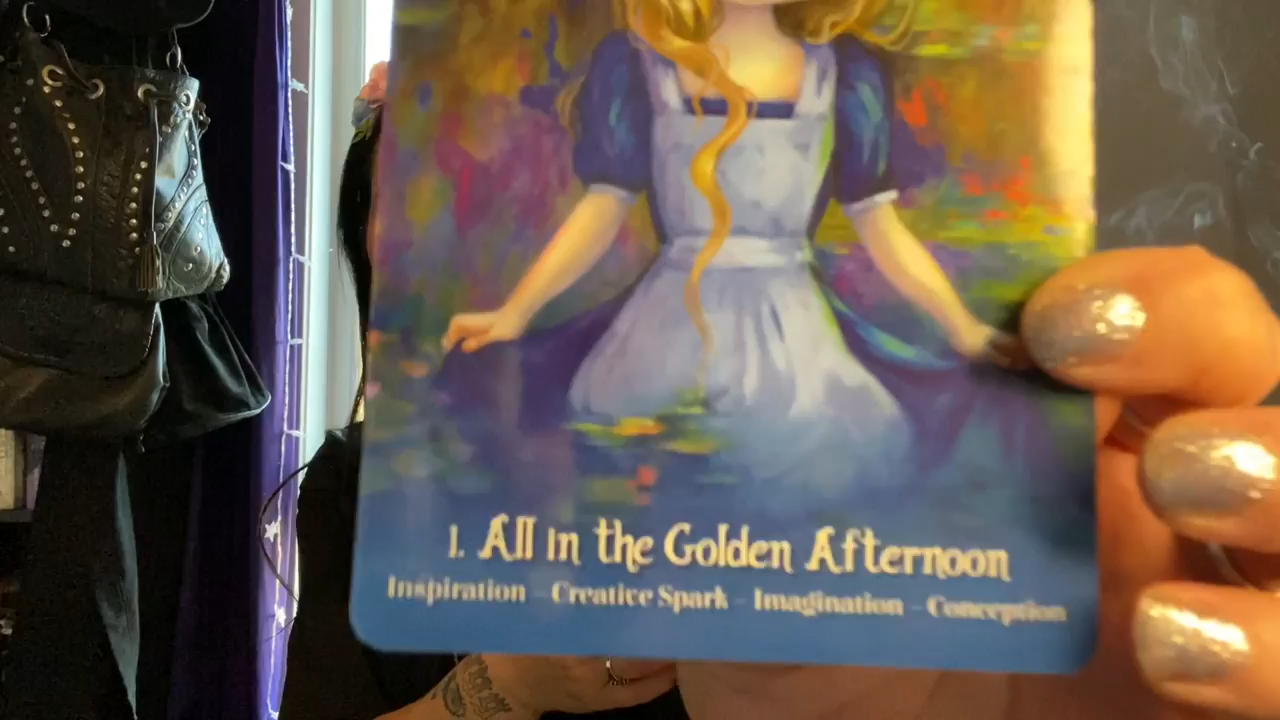 1. All in the Golden Afternoon
Inspiration - Creative Spark - Imagination - Conception